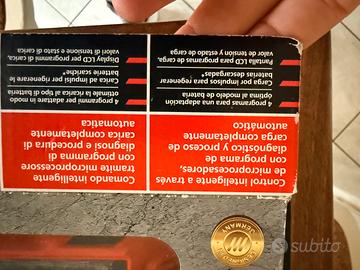 Control inteligente a través
de microprocesadores,
con programa de
diagnóstico y proceso de
carga completamente
automático
4 programas para una adaptación
óptima a modelo o batería
Carga por impulsos para regenerar
baterías descargadas
Pantalla LCD para programa de carga,
valor de tensión y estado de carga
Comando intelligente
tramite microprocessore
con programma di
diagnosi e procedura di
carica completamente
automatica
4 programmi per adattare in modo
ottimale la ricarica al tipo di batteria
Carica ad impulsi per rigenerare le
batterie scariche
Display LCD per programmi carica,
valori di tensione e stato di carica
GERMANY
subito